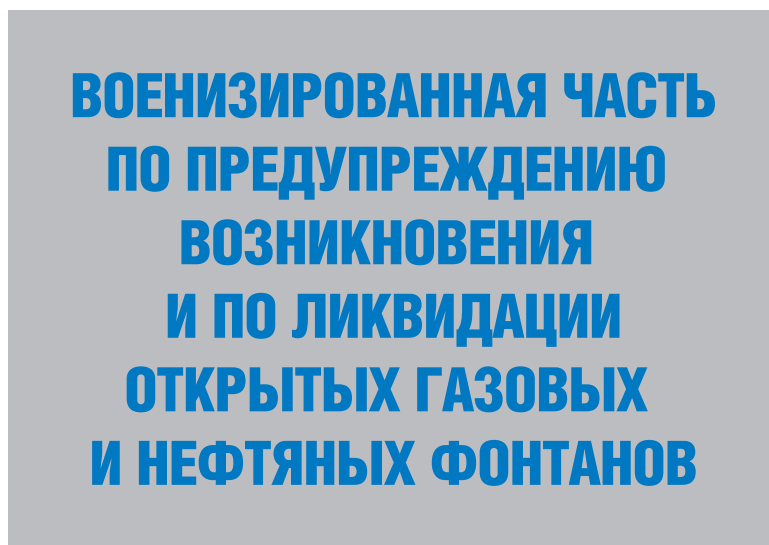 ВОЕНИЗИРОВАННАЯ ЧАСТЬ
ПО ПРЕДУПРЕЖДЕНИЮ
ВОЗНИКНОВЕНИЯ
И ПО ЛИКВИДАЦИИ
ОТКРЫТЫХ ГАЗОВЫХ
И НЕФТЯНЫХ ФОНТАНОВ